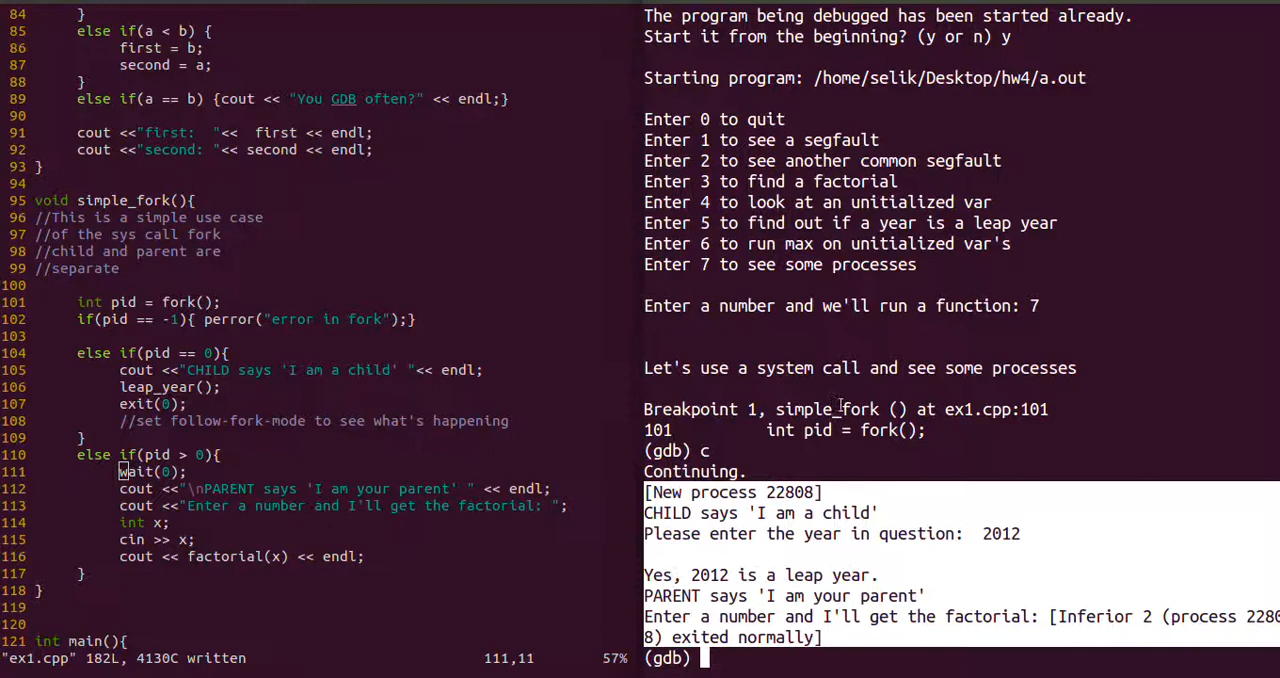 84     }
85     else if(a < b) {
86          first = b;
87          second = a;
88     }
89     else if(a == b) {cout << "You GDB often?" << endl;}
90
91     cout <<"first:  "<<  first << endl;
92     cout <<"second: "<< second << endl;
93 }
94
95 void simple_fork(){
96 //This is a simple use case
97 //of the sys call fork
98 //child and parent are
99 //separate
100
101     int pid = fork();
102     if(pid == -1){ perror("error in fork");}
103
104     else if(pid == 0){
105          cout <<"CHILD says 'I am a child' "<< endl;
106          leap_year();
107          exit(0);
108          //set follow-fork-mode to see what's happening
109     }
110     else if(pid > 0){
111          wait(0);
112          cout <<"\nPARENT says 'I am your parent' " << endl;
113          cout <<"Enter a number and I'll get the factorial: ";
114          int x;
115          cin >> x;
116          cout << factorial(x) << endl;
117     }
118 }
119
120
121 int main(){
"ex1.cpp" 182L, 4130C written     111,11     57%
The program being debugged has been started already.
Start it from the beginning? (y or n) y
Starting program: /home/selik/Desktop/hw4/a.out
Enter 0 to quit
Enter 1 to see a segfault
Enter 2 to see another common segfault
Enter 3 to find a factorial
Enter 4 to look at an unitialized var
Enter 5 to find out if a year is a leap year
Enter 6 to run max on unitialized var's
Enter 7 to see some processes
Enter a number and we'll run a function: 7
Let's use a system call and see some processes
Breakpoint 1, simple_fork () at ex1.cpp:101
101          int pid = fork();
(gdb) c
Continuing.
[New process 22808]
CHILD says 'I am a child'
Please enter the year in question:  2012
Yes, 2012 is a leap year.
PARENT says 'I am your parent'
Enter a number and I'll get the factorial: [Inferior 2 (process 2280
8) exited normally]
(gdb)